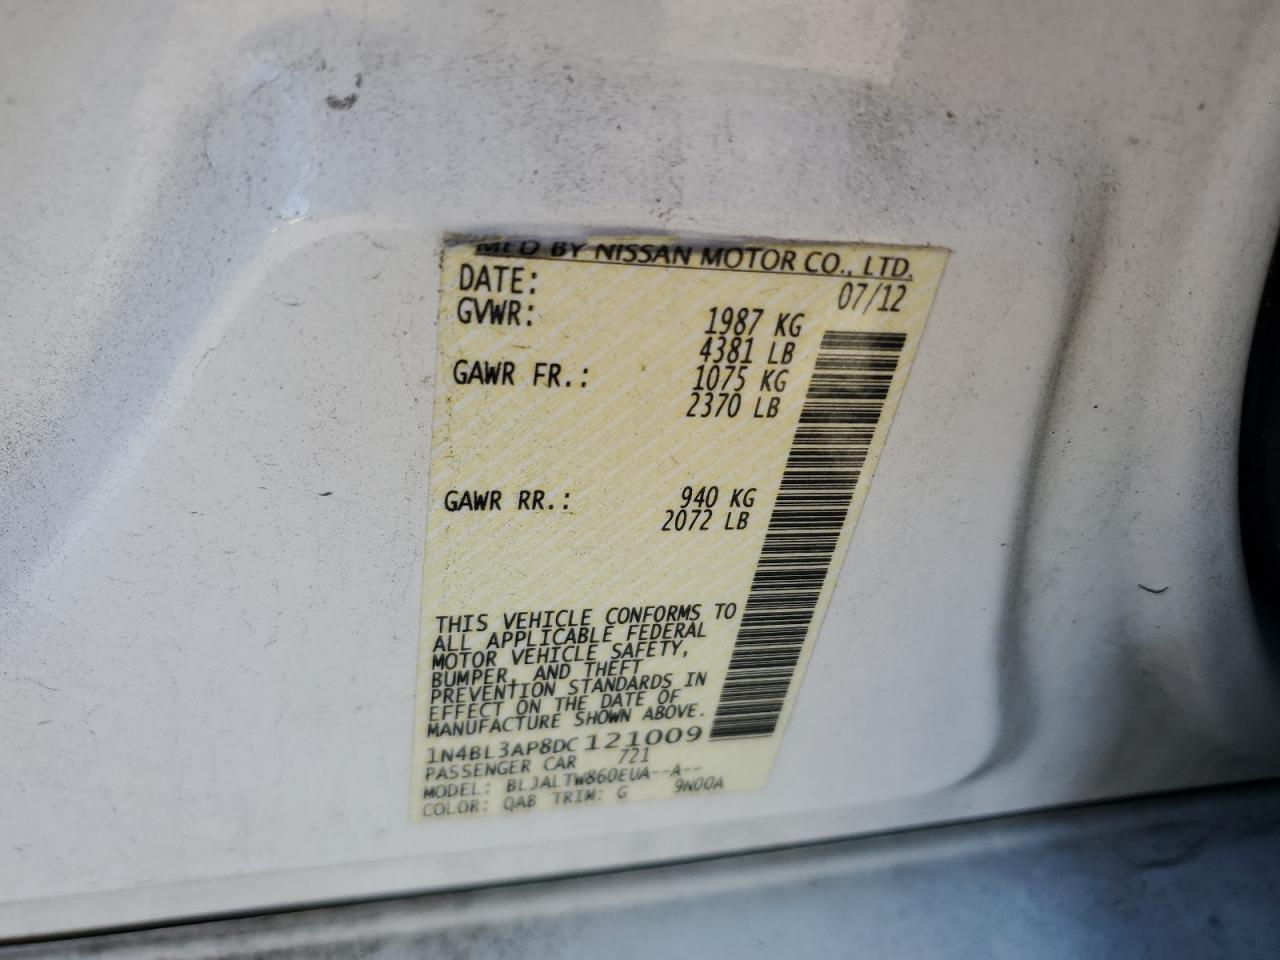 MFD BY NISSAN MOTOR CO., LTD.
DATE: 07/12
GVWR: 1987 KG
4381 LB
GAWR FR.: 1075 KG
2370 LB
GAWR RR.: 940 KG
2072 LB
THIS VEHICLE CONFORMS TO
ALL APPLICABLE FEDERAL
MOTOR VEHICLE SAFETY,
BUMPER, AND THEFT
PREVENTION STANDARDS IN
EFFECT ON THE DATE OF
MANUFACTURE SHOWN ABOVE.
1N4BL3AP8DC121009
PASSENGER CAR 721
MODEL: BLJALTW860EUA--A--
COLOR: QAB TRIM: G 9N00A